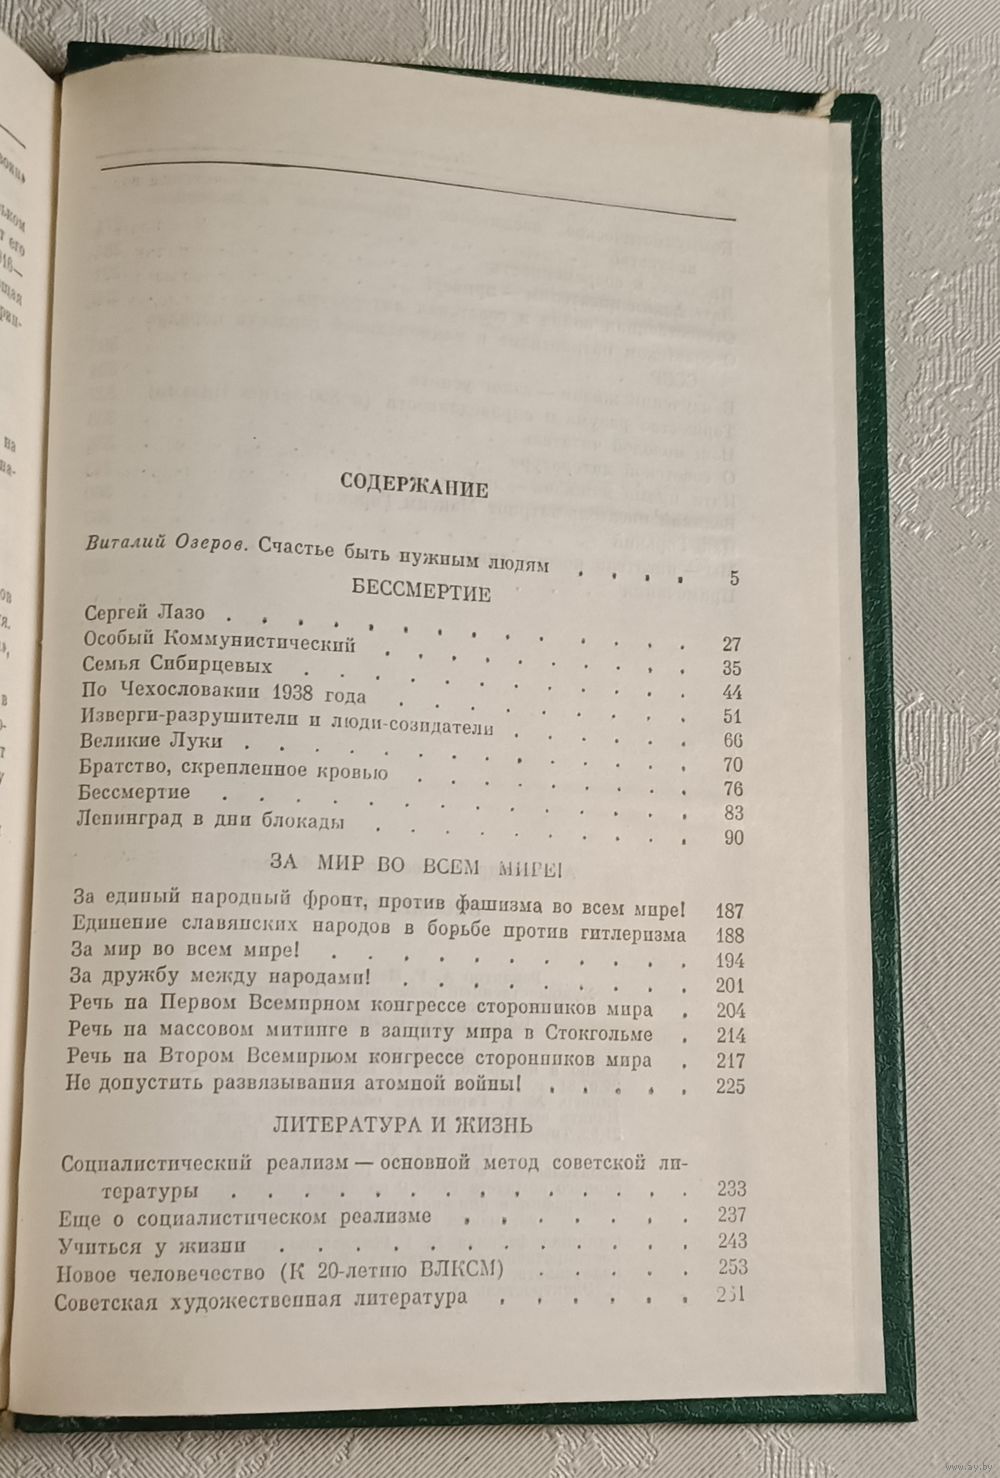 СОДЕРЖАНИЕ
Виталий Озеров. Счастье быть нужным людям . . . . 5
БЕССМЕРТИЕ
Сергей Лазо . . . . . . . . . . . . . 27
Особый Коммунистический . . . . . . . . . 35
Семья Сибирцевых . . . . . . . . . . . 44
По Чехословакии 1938 года . . . . . . . . . 51
Изверги-разрушители и люди-созидатели . . . . . . 66
Великие Луки . . . . . . . . . . . . . 70
Братство, скрепленное кровью . . . . . . . . 76
Бессмертие . . . . . . . . . . . . . . 83
Ленинград в дни блокады . . . . . . . . . 90
ЗА МИР ВО ВСЕМ МИРЕ!
За единый народный фронт, против фашизма во всем мире! 187
Единение славянских народов в борьбе против гитлеризма 188
За мир во всем мире! . . . . . . . . . . . 194
За дружбу между народами! . . . . . . . . . 201
Речь на Первом Всемирном конгрессе сторонников мира . 204
Речь на массовом митинге в защиту мира в Стокгольме . 214
Речь на Втором Всемирном конгрессе сторонников мира . 217
Не допустить развязывания атомной войны! . . . . . 225
ЛИТЕРАТУРА И ЖИЗНЬ
Социалистический реализм — основной метод советской ли-
тературы . . . . . . . . . . . . . 233
Еще о социалистическом реализме . . . . . . . 237
Учиться у жизни . . . . . . . . . . . . 243
Новое человечество (К 20-летию ВЛКСМ) . . . . . 253
Советская художественная литература . . . . . . 261
www.ay.by